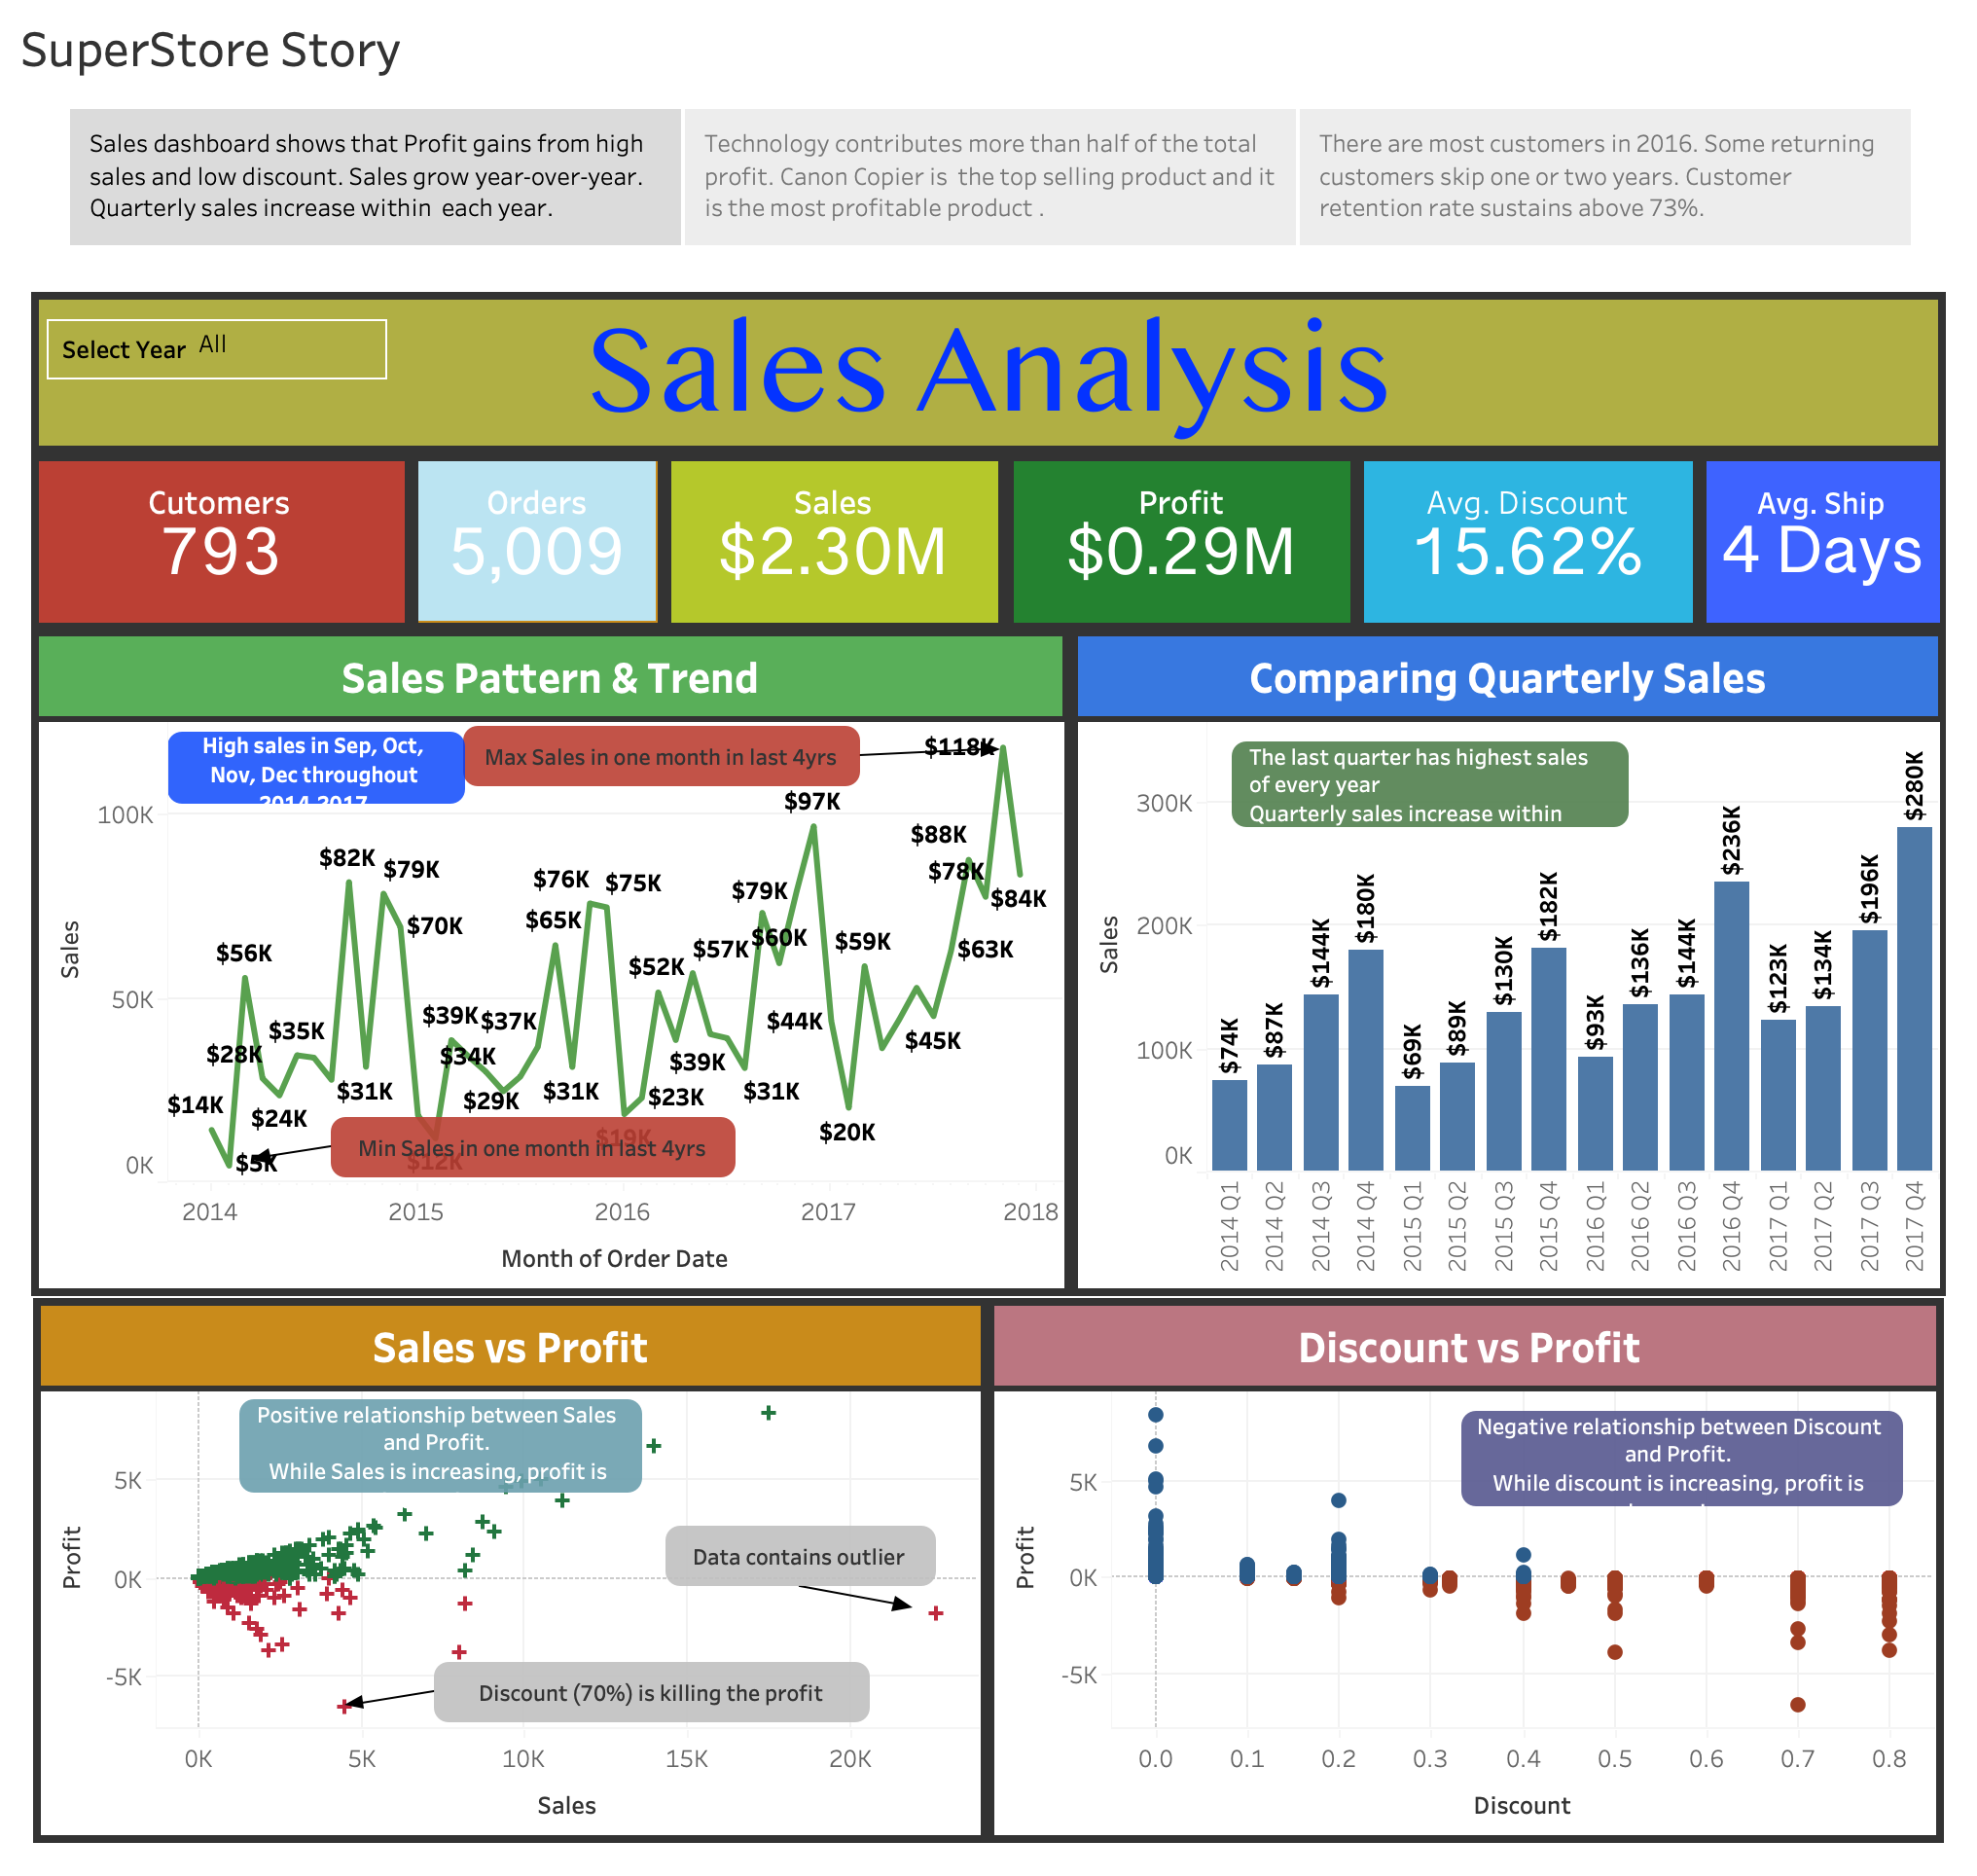 SuperStore Story
Sales dashboard shows that Profit gains from high
sales and low discount. Sales grow year-over-year.
Quarterly sales increase within each year.
Technology contributes more than half of the total
profit. Canon Copier is the top selling product and it
is the most profitable product .
There are most customers in 2016. Some returning
customers skip one or two years. Customer
retention rate sustains above 73%.
Select Year All
Sales Analysis
Cutomers
793
Orders
5,009
Sales
$2.30M
Profit
$0.29M
Avg. Discount
15.62%
Avg. Ship
4 Days
Sales Pattern & Trend
High sales in Sep, Oct,
Nov, Dec throughout
2014-2017
Max Sales in one month in last 4yrs
$118K
$97K
$88K
$82K
$79K
$76K
$75K
$79K
$78K
$84K
$70K
$65K
$60K
$59K
$63K
$56K
$57K
$52K
$39K
$37K
$44K
$35K
$28K
$34K
$45K
$39K
$31K
$31K
$31K
$29K
$23K
$14K
$24K
$20K
$19K
$12K
$5K
Min Sales in one month in last 4yrs
100K
50K
0K
Sales
2014
2015
2016
2017
2018
Month of Order Date
Comparing Quarterly Sales
The last quarter has highest sales
of every year
Quarterly sales increase within
300K
200K
100K
0K
Sales
$74K
$87K
$144K
$180K
$69K
$89K
$130K
$182K
$93K
$136K
$144K
$236K
$123K
$134K
$196K
$280K
2014 Q1
2014 Q2
2014 Q3
2014 Q4
2015 Q1
2015 Q2
2015 Q3
2015 Q4
2016 Q1
2016 Q2
2016 Q3
2016 Q4
2017 Q1
2017 Q2
2017 Q3
2017 Q4
Sales vs Profit
Positive relationship between Sales
and Profit.
While Sales is increasing, profit is
Data contains outlier
Discount (70%) is killing the profit
5K
0K
-5K
Profit
0K
5K
10K
15K
20K
Sales
Discount vs Profit
Negative relationship between Discount
and Profit.
While discount is increasing, profit is
5K
0K
-5K
Profit
0.0
0.1
0.2
0.3
0.4
0.5
0.6
0.7
0.8
Discount